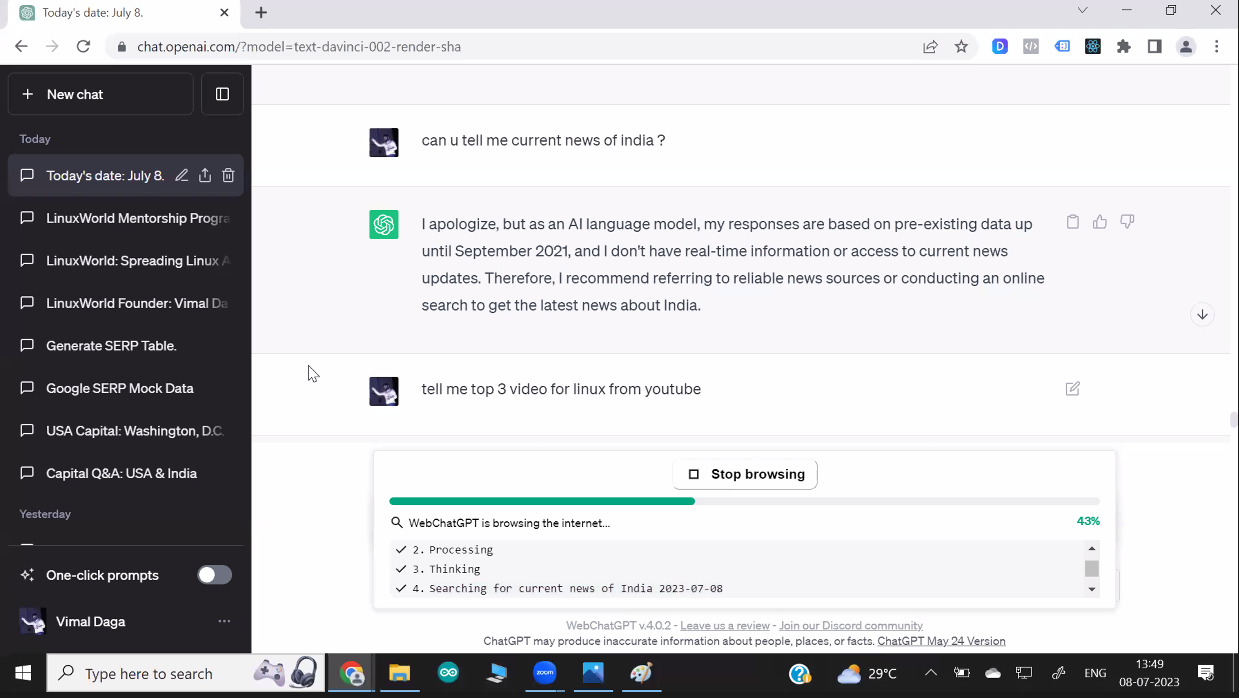 Today's date: July 8.
chat.openai.com/?model=text-davinci-002-render-sha
New chat
Today
Today's date: July 8.
LinuxWorld Mentorship Progra
LinuxWorld: Spreading Linux A
LinuxWorld Founder: Vimal Da
Generate SERP Table.
Google SERP Mock Data
USA Capital: Washington, D.C.
Capital Q&A: USA & India
Yesterday
One-click prompts
Vimal Daga
can u tell me current news of india ?
I apologize, but as an AI language model, my responses are based on pre-existing data up
until September 2021, and I don't have real-time information or access to current news
updates. Therefore, I recommend referring to reliable news sources or conducting an online
search to get the latest news about India.
tell me top 3 video for linux from youtube
Stop browsing
WebChatGPT is browsing the internet...
43%
2. Processing
3. Thinking
4. Searching for current news of India 2023-07-08
WebChatGPT v.4.0.2 - Leave us a review - Join our Discord community
ChatGPT may produce inaccurate information about people, places, or facts. ChatGPT May 24 Version
Type here to search
zoom
29°C
ENG
13:49
08-07-2023